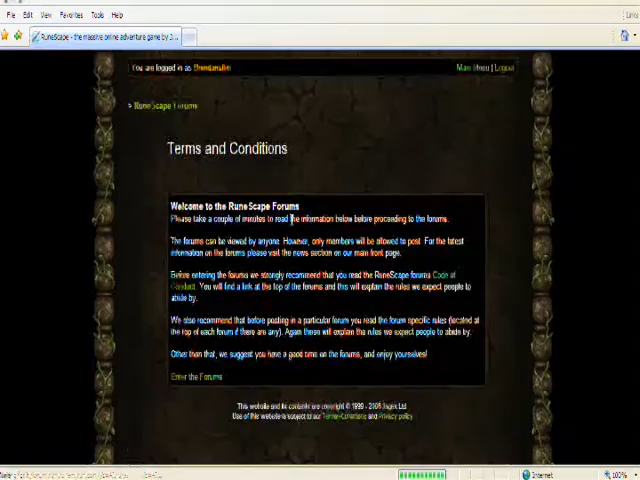 File Edit View Favorites Tools Help
Links
RuneScape - the massive online adventure game by J...
You are logged in as
Main Menu | Logout
> RuneScape Forums
Terms and Conditions
Welcome to the RuneScape Forums
Please take a couple of minutes to read the information below before proceeding to the forums.
The forums can be viewed by anyone. However, only members will be allowed to post. For the latest
information on the forums please visit the news section on our main front page.
Before entering the forums we strongly recommend that you read the RuneScape forums Code of
Conduct. You will find a link at the top of the forums and this will explain the rules we expect people to
abide by.
We also recommend that before posting in a particular forum you read the forum specific rules (located at
the top of each forum if there are any). Again these will explain the rules we expect people to abide by.
Other than that, we suggest you have a good time on the forums, and enjoy yourselves!
Enter the Forums
This website and its contents are copyright © 1999 - Jagex Ltd
Use of this website is subject to our Terms+Conditions and Privacy policy
Internet
100%